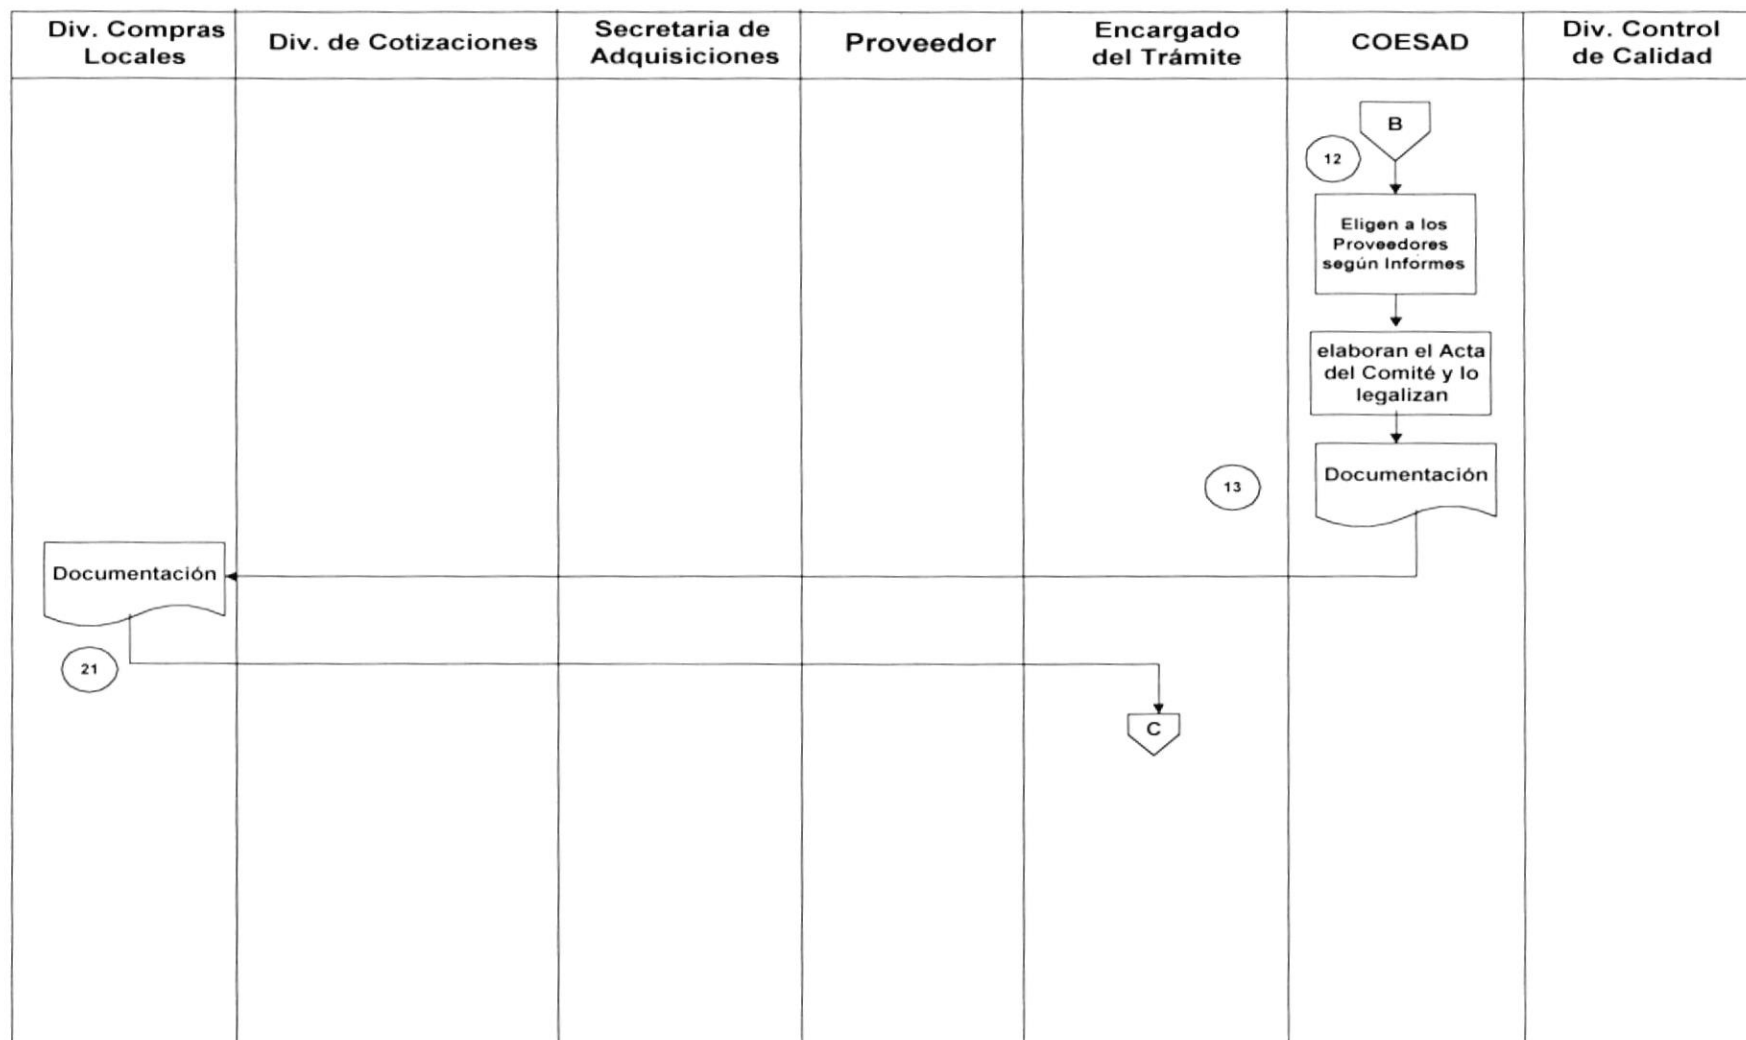 Div. Compras
Locales
Div. de Cotizaciones
Secretaria de
Adquisiciones
Proveedor
Encargado
del Trámite
COESAD
Div. Control
de Calidad
B
12
Eligen a los
Proveedores
según Informes
elaboran el Acta
del Comité y lo
legalizan
Documentación
13
Documentación
21
C